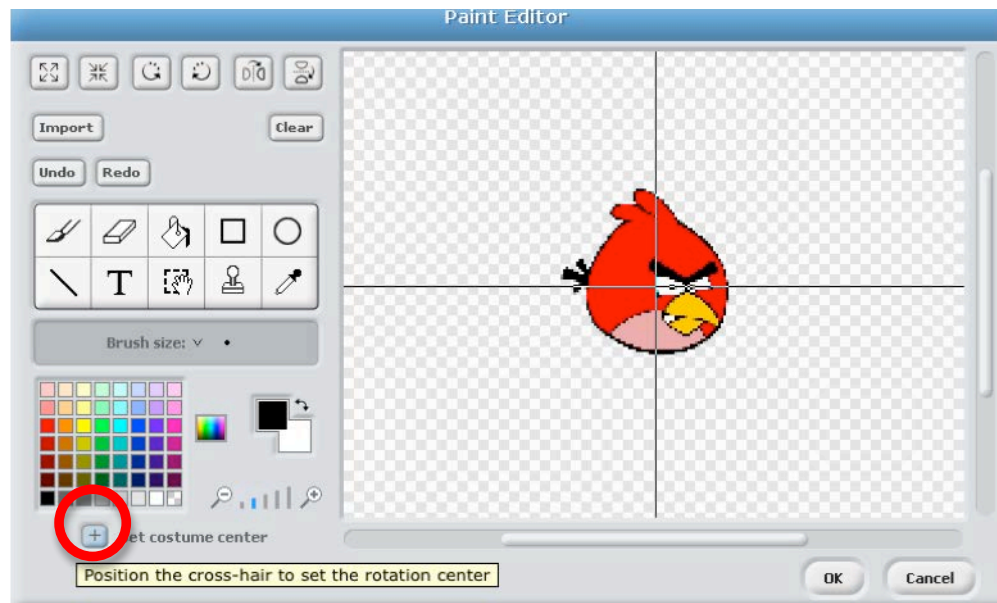 Paint Editor
Import
Clear
Undo
Redo
T
Brush size:
et costume center
Position the cross-hair to set the rotation center
OK
Cancel